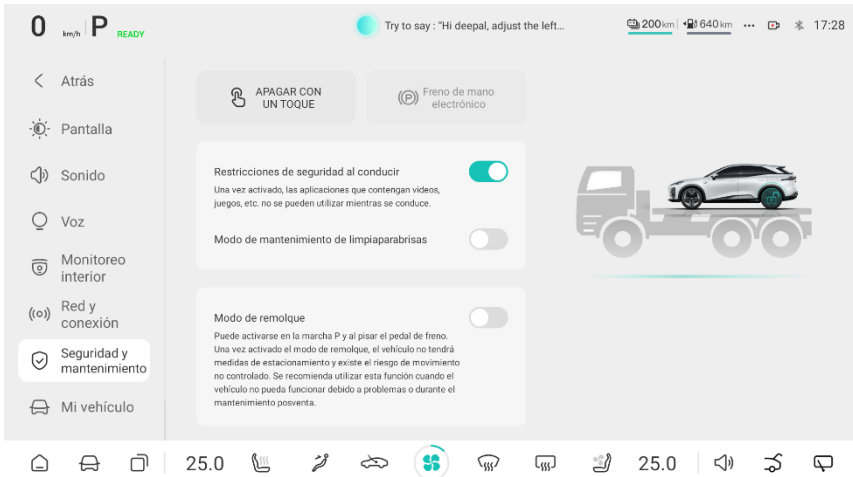 0 km/h P READY
Try to say : "Hi deepal, adjust the left...
200km 640km ... 17:28
Atrás
Pantalla
Sonido
Voz
Monitoreo
interior
Red y
conexión
Seguridad y
mantenimiento
Mi vehículo
APAGAR CON
UN TOQUE
Freno de mano
electrónico
Restricciones de seguridad al conducir
Una vez activado, las aplicaciones que contengan videos,
juegos, etc. no se pueden utilizar mientras se conduce.
Modo de mantenimiento de limpiaparabrisas
Modo de remolque
Puede activarse en la marcha P y al pisar el pedal de freno.
Una vez activado el modo de remolque, el vehículo no tendrá
medidas de estacionamiento y existe el riesgo de movimiento
no controlado. Se recomienda utilizar esta función cuando el
vehículo no pueda funcionar debido a problemas o durante el
mantenimiento posventa.
25.0 25.0